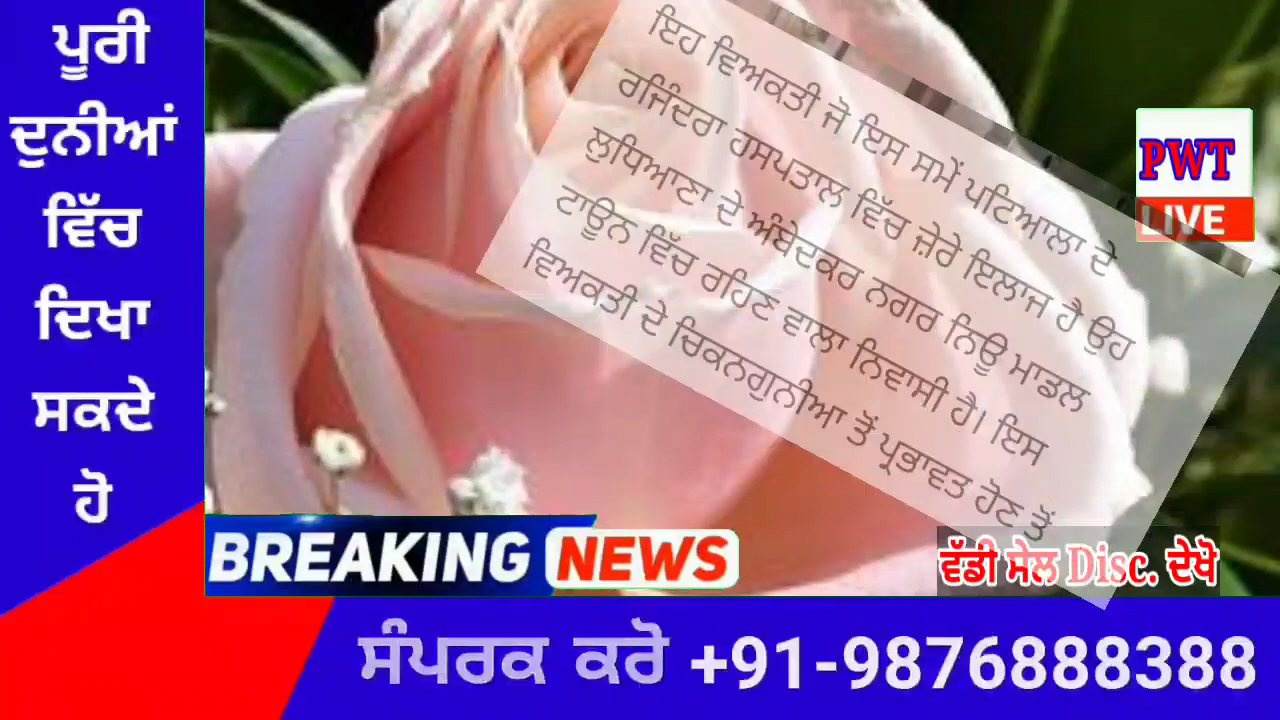 ਪੂਰੀ
ਦੁਨੀਆਂ
ਵਿੱਚ
ਦਿਖਾ
ਸਕਦੇ
ਹੋ
ਇਹ ਵਿਅਕਤੀ ਜੋ ਇਸ ਸਮੇਂ ਪਟਿਆਲਾ ਦੇ
ਰਜਿੰਦਰਾ ਹਸਪਤਾਲ ਵਿੱਚ ਜ਼ੇਰੇ ਇਲਾਜ ਹੈ ਉਹ
ਲੁਧਿਆਣਾ ਦੇ ਅੰਬੇਦਕਰ ਨਗਰ ਨਿਊ ਮਾਡਲ
ਟਾਊਨ ਵਿੱਚ ਰਹਿਣ ਵਾਲਾ ਨਿਵਾਸੀ ਹੈ। ਇਸ
ਵਿਅਕਤੀ ਦੇ ਚਿਕਨਗੁਨੀਆ ਤੋਂ ਪ੍ਰਭਾਵਤ ਹੋਣ ਤੋਂ
PWT
LIVE
BREAKING NEWS
ਵੱਡੀ ਸੇਲ Disc. ਦੇਖੋ
ਸੰਪਰਕ ਕਰੋ +91-9876888388